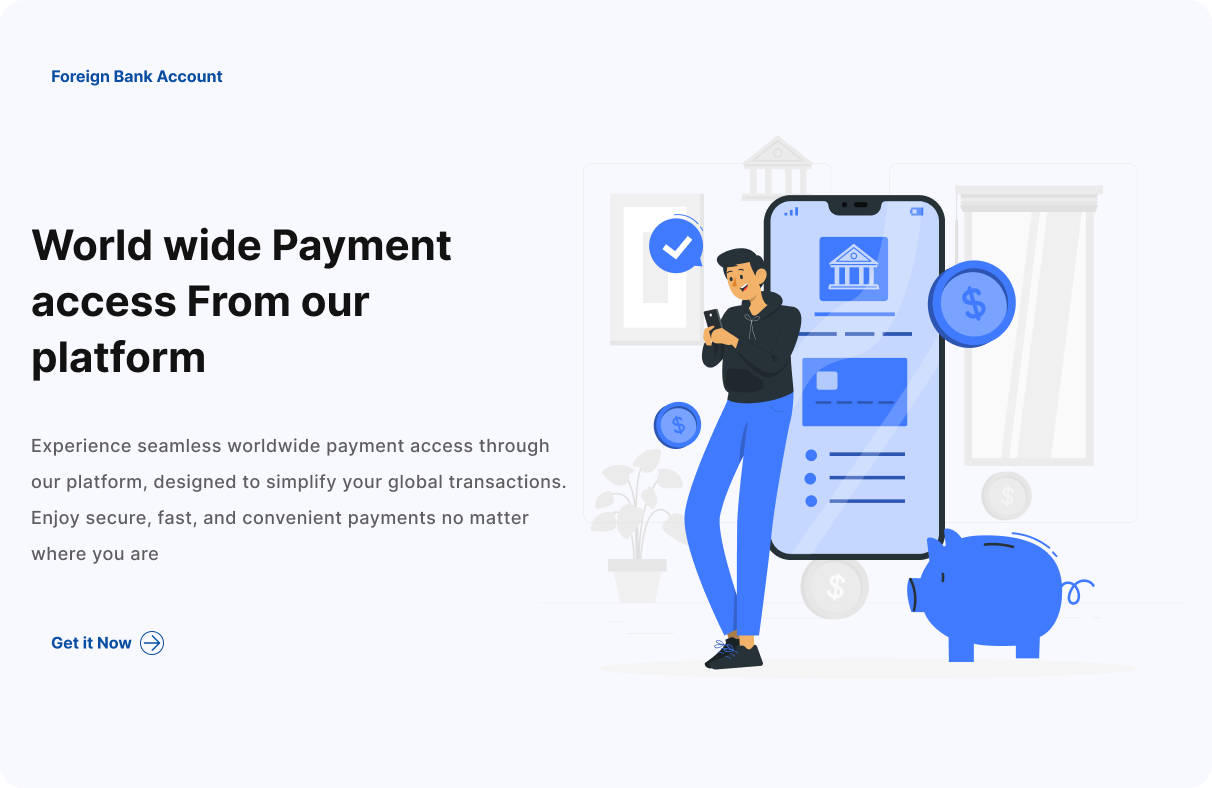 Foreign Bank Account
World wide Payment
access From our
platform
Experience seamless worldwide payment access through
our platform, designed to simplify your global transactions.
Enjoy secure, fast, and convenient payments no matter
where you are
Get it Now
$
$
$
$